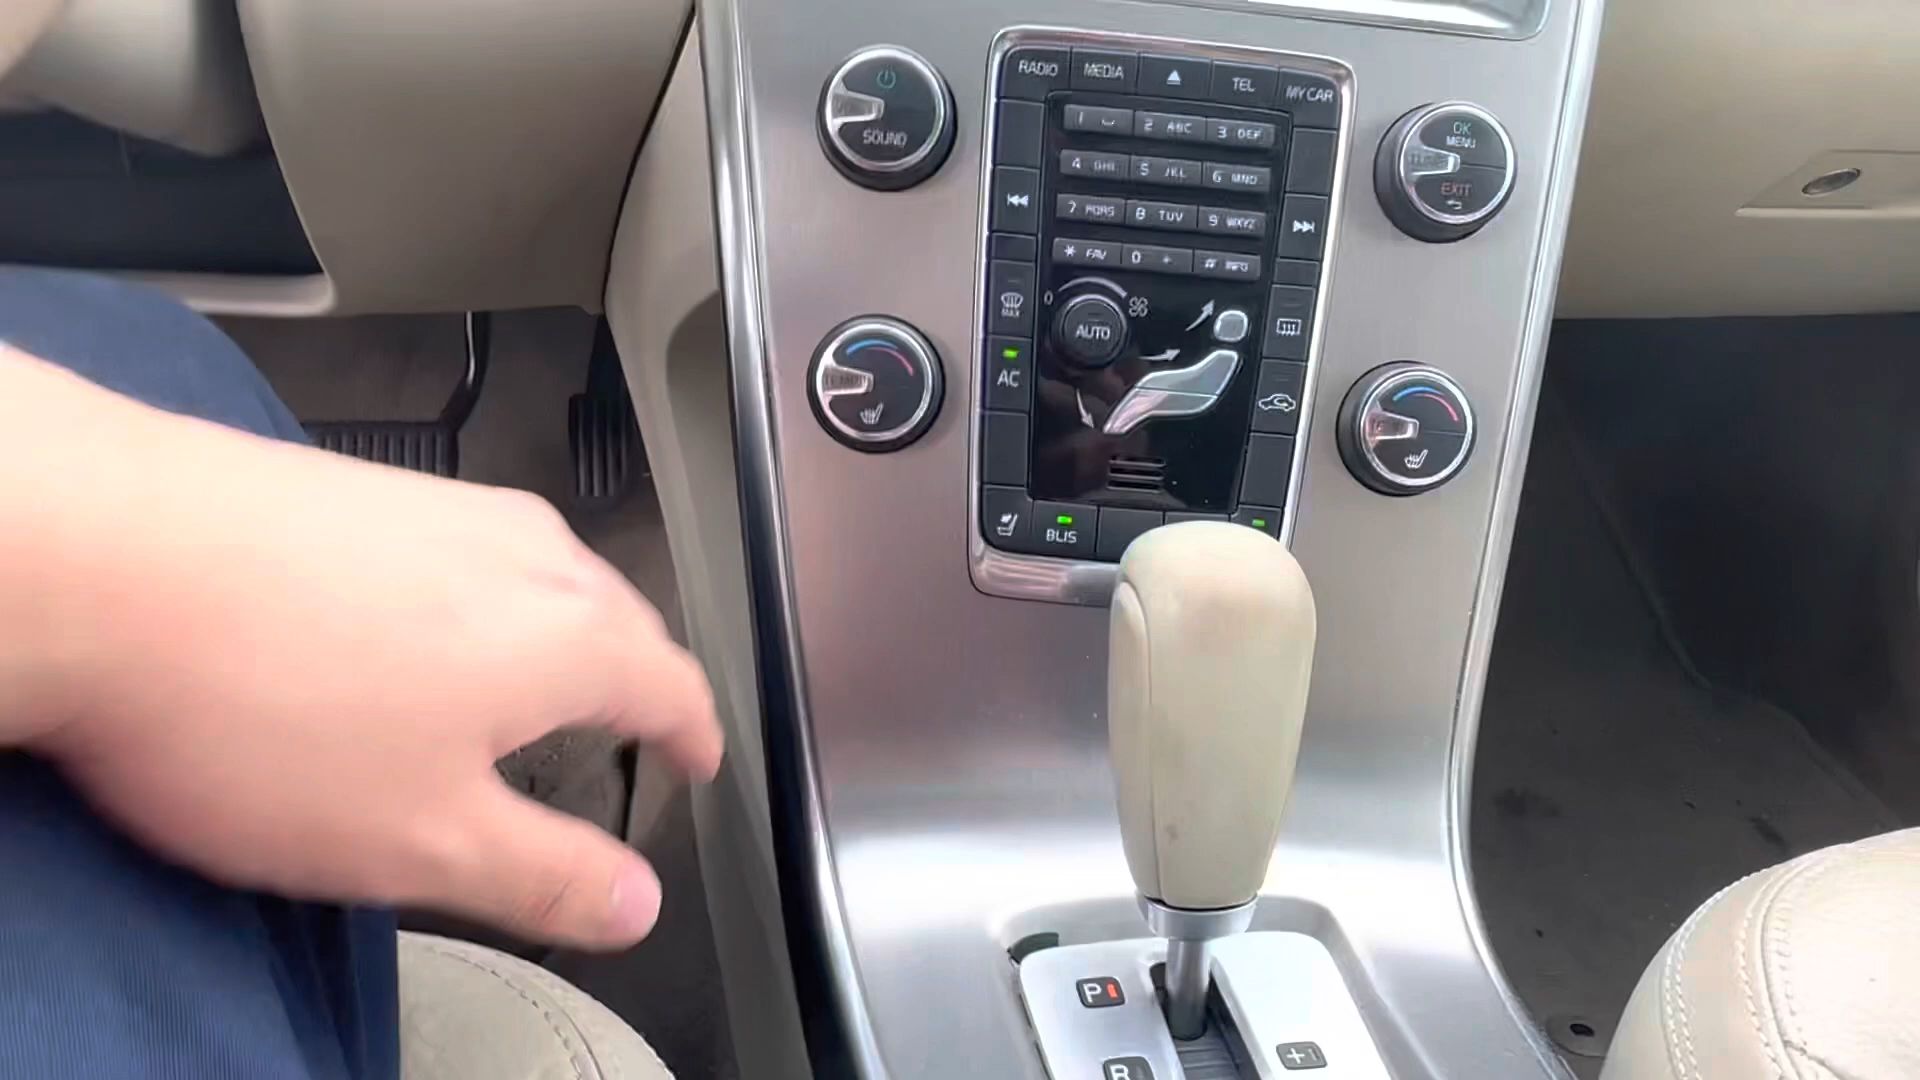 RADIO MEDIA TEL MY CAR
SOUND
OK
MENU
EXIT
1 2 ABC 3 DEF
4 GHI 5 JKL 6 MNO
7 PQRS 8 TUV 9 WXYZ
* FAV 0 + # INFO
MAX
0
AUTO
AC
BLIS
P
R
+